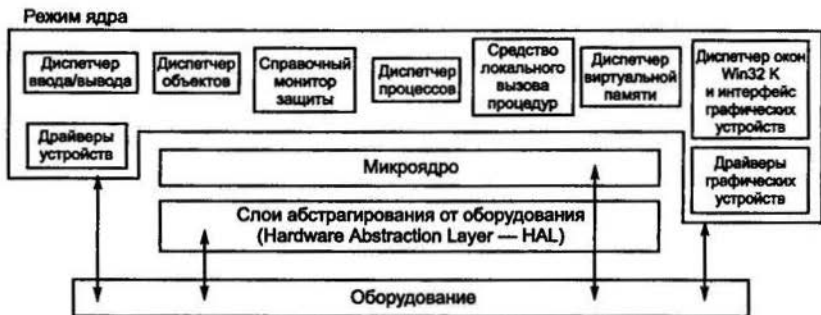 Режим ядра
Диспетчер
ввода/вывода
Диспетчер
объектов
Справочный
монитор
защиты
Диспетчер
процессов
Средство
локального
вызова
процедур
Диспетчер
виртуальной
памяти
Диспетчер окон
Win32 K
и интерфейс
графических
устройств
Драйверы
устройств
Драйверы
графических
устройств
Микроядро
Слои абстрагирования от оборудования
(Hardware Abstraction Layer — HAL)
Оборудование